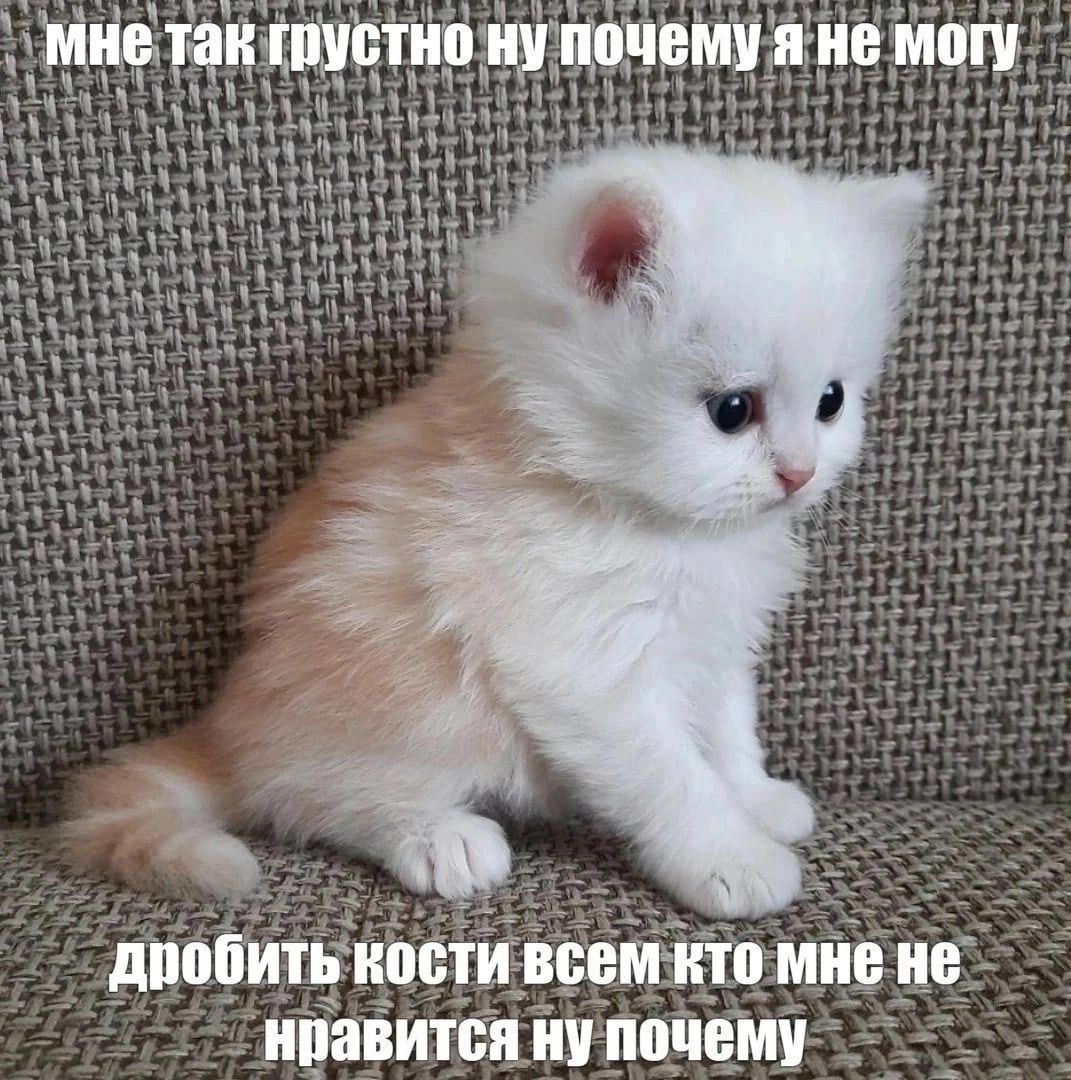 мне так грустно ну почему я не могу
дробить кости всем кто мне не
нравится ну почему